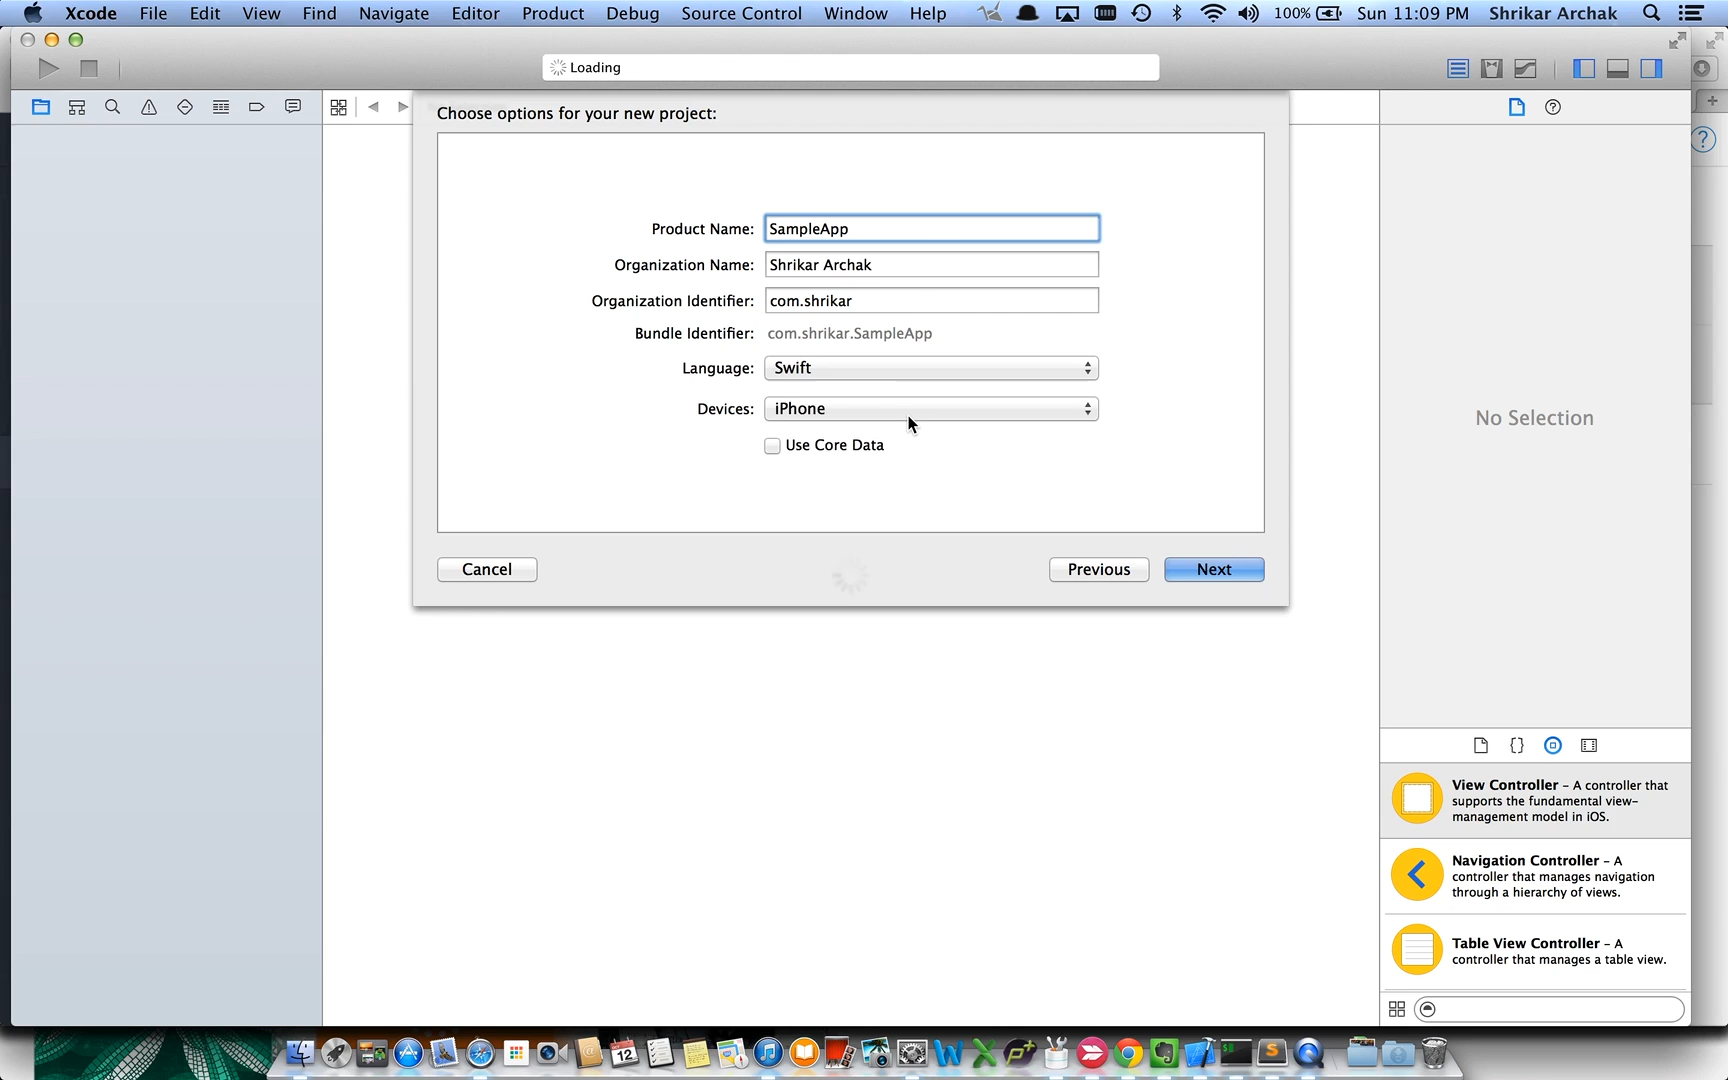 Xcode File Edit View Find Navigate Editor Product Debug Source Control Window Help 100% Sun 11:09 PM Shrikar Archak
Loading
Choose options for your new project:
Product Name: SampleApp
Organization Name: Shrikar Archak
Organization Identifier: com.shrikar
Bundle Identifier: com.shrikar.SampleApp
Language: Swift
Devices: iPhone
Use Core Data
Cancel Previous Next
No Selection
View Controller – A controller that
supports the fundamental view-
management model in iOS.
Navigation Controller – A
controller that manages navigation
through a hierarchy of views.
Table View Controller – A
controller that manages a table view.
12